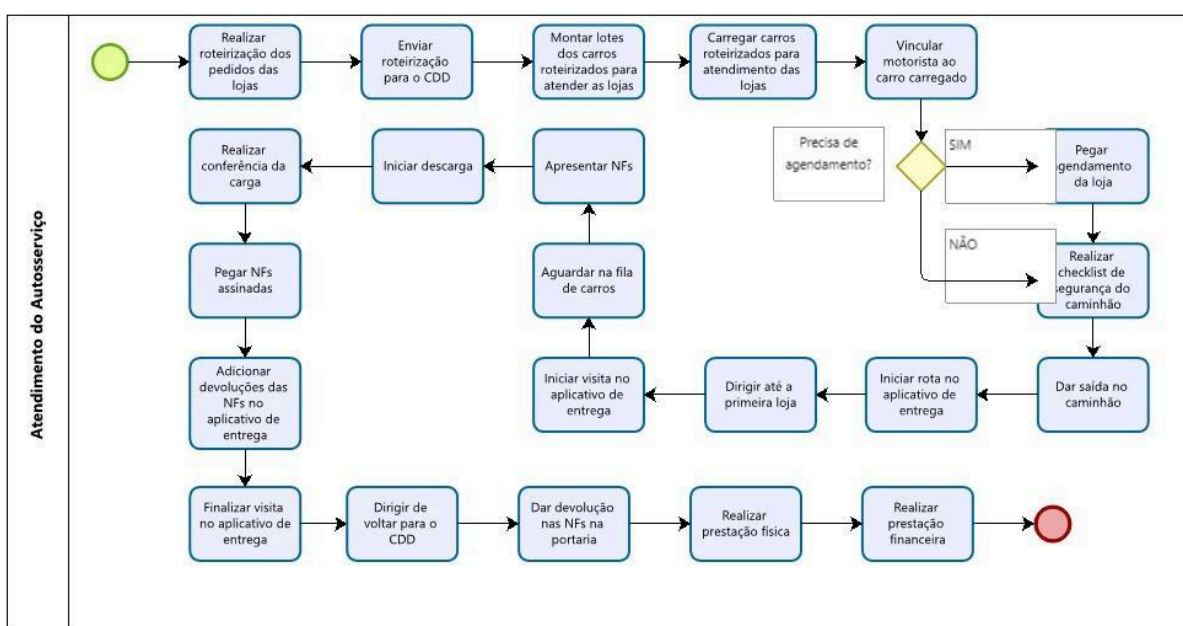 Atendimento do Autosserviço
Realizar
roteirização dos
pedidos das
lojas
Enviar
roteirização
para o CDD
Montar lotes
dos carros
roteirizados para
atender as lojas
Carregar carros
roteirizados para
atendimento das
lojas
Vincular
motorista ao
carro carregado
Precisa de
agendamento?
SIM
Pegar
agendamento
da loja
NÃO
Realizar
checklist de
segurança do
caminhão
Dar saída no
caminhão
Iniciar rota no
aplicativo de
entrega
Dirigir até a
primeira loja
Iniciar visita no
aplicativo de
entrega
Aguardar na fila
de carros
Apresentar NFs
Iniciar descarga
Realizar
conferência da
carga
Pegar NFs
assinadas
Adicionar
devoluções das
NFs no
aplicativo de
entrega
Finalizar visita
no aplicativo de
entrega
Dirigir de
voltar para o
CDD
Dar devolução
nas NFs na
portaria
Realizar
prestação física
Realizar
prestação
financeira